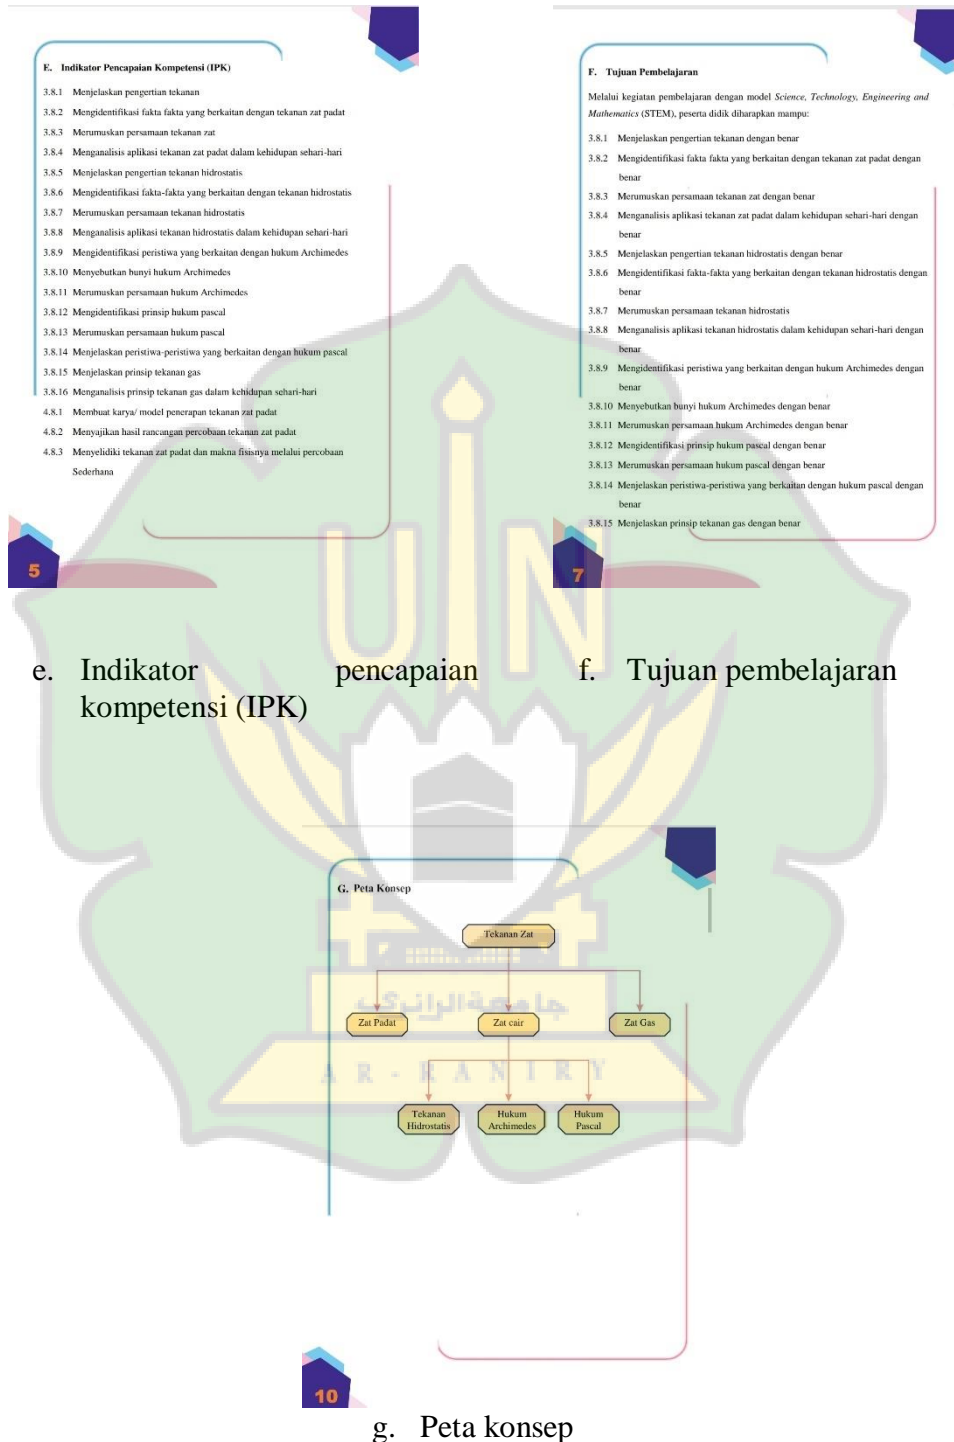 E. Indikator Pencapaian Kompetensi (IPK)
3.8.1 Menjelaskan pengertian tekanan
3.8.2 Mengidentifikasi fakta fakta yang berkaitan dengan tekanan zat padat
3.8.3 Merumuskan persamaan tekanan zat
3.8.4 Menganalisis aplikasi tekanan zat padat dalam kehidupan sehari-hari
3.8.5 Menjelaskan pengertian tekanan hidrostatis
3.8.6 Mengidentifikasi fakta-fakta yang berkaitan dengan tekanan hidrostatis
3.8.7 Merumuskan persamaan tekanan hidrostatis
3.8.8 Menganalisis aplikasi tekanan hidrostatis dalam kehidupan sehari-hari
3.8.9 Mengidentifikasi peristiwa yang berkaitan dengan hukum Archimedes
3.8.10 Menyebutkan bunyi hukum Archimedes
3.8.11 Merumuskan persamaan hukum Archimedes
3.8.12 Mengidentifikasi prinsip hukum pascal
3.8.13 Merumuskan persamaan hukum pascal
3.8.14 Menjelaskan peristiwa-peristiwa yang berkaitan dengan hukum pascal
3.8.15 Menjelaskan prinsip tekanan gas
3.8.16 Menganalisis prinsip tekanan gas dalam kehidupan sehari-hari
4.8.1 Membuat karya/ model penerapan tekanan zat padat
4.8.2 Menyajikan hasil rancangan percobaan tekanan zat padat
4.8.3 Menyelidiki tekanan zat padat dan makna fisisnya melalui percobaan
Sederhana
5
F. Tujuan Pembelajaran
Melalui kegiatan pembelajaran dengan model Science, Technology, Engineering and
Mathematics (STEM), peserta didik diharapkan mampu:
3.8.1 Menjelaskan pengertian tekanan dengan benar
3.8.2 Mengidentifikasi fakta fakta yang berkaitan dengan tekanan zat padat dengan
benar
3.8.3 Merumuskan persamaan tekanan zat dengan benar
3.8.4 Menganalisis aplikasi tekanan zat padat dalam kehidupan sehari-hari dengan
benar
3.8.5 Menjelaskan pengertian tekanan hidrostatis dengan benar
3.8.6 Mengidentifikasi fakta-fakta yang berkaitan dengan tekanan hidrostatis dengan
benar
3.8.7 Merumuskan persamaan tekanan hidrostatis
3.8.8 Menganalisis aplikasi tekanan hidrostatis dalam kehidupan sehari-hari dengan
benar
3.8.9 Mengidentifikasi peristiwa yang berkaitan dengan hukum Archimedes dengan
benar
3.8.10 Menyebutkan bunyi hukum Archimedes dengan benar
3.8.11 Merumuskan persamaan hukum Archimedes dengan benar
3.8.12 Mengidentifikasi prinsip hukum pascal dengan benar
3.8.13 Merumuskan persamaan hukum pascal dengan benar
3.8.14 Menjelaskan peristiwa-peristiwa yang berkaitan dengan hukum pascal dengan
benar
3.8.15 Menjelaskan prinsip tekanan gas dengan benar
7
UIN
e. Indikator pencapaian
kompetensi (IPK)
f. Tujuan pembelajaran
G. Peta Konsep
Tekanan Zat
جامعة الرانري
Zat Padat
Zat cair
Zat Gas
AR-RANIRY
Tekanan
Hidrostatis
Hukum
Archimedes
Hukum
Pascal
10
g. Peta konsep